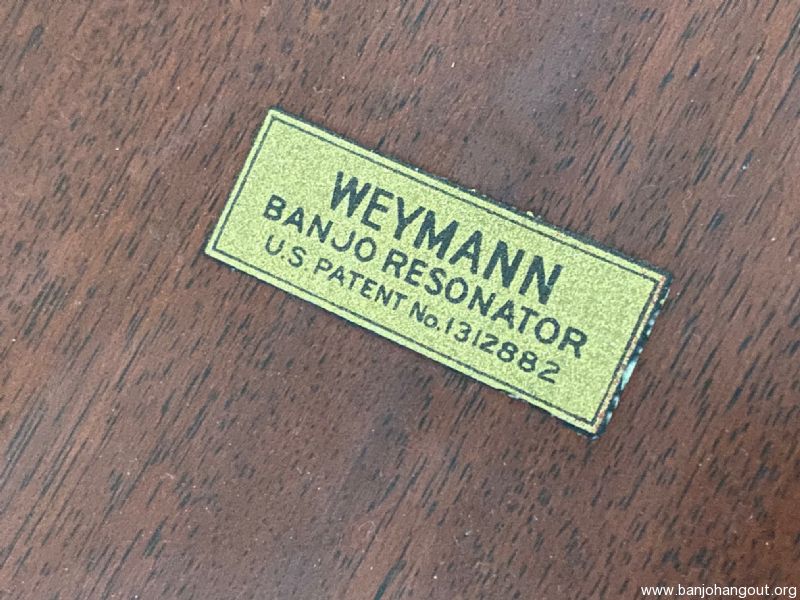 WEYMANN
BANJO RESONATOR
U.S. PATENT No. 1312882
www.banjohangout.org